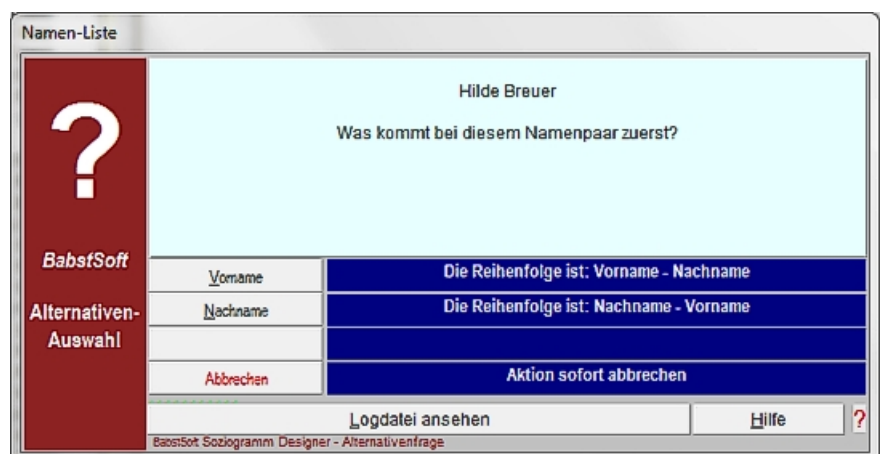 Namen-Liste
?
Hilde Breuer
Was kommt bei diesem Namenpaar zuerst?
BabstSoft
Alternativen-
Auswahl
Vorname
Die Reihenfolge ist: Vorname - Nachname
Nachname
Die Reihenfolge ist: Nachname - Vorname
Abbrechen
Aktion sofort abbrechen
Logdatei ansehen
Hilfe
?
BabstSoft Soziogramm Designer - Alternativenfrage